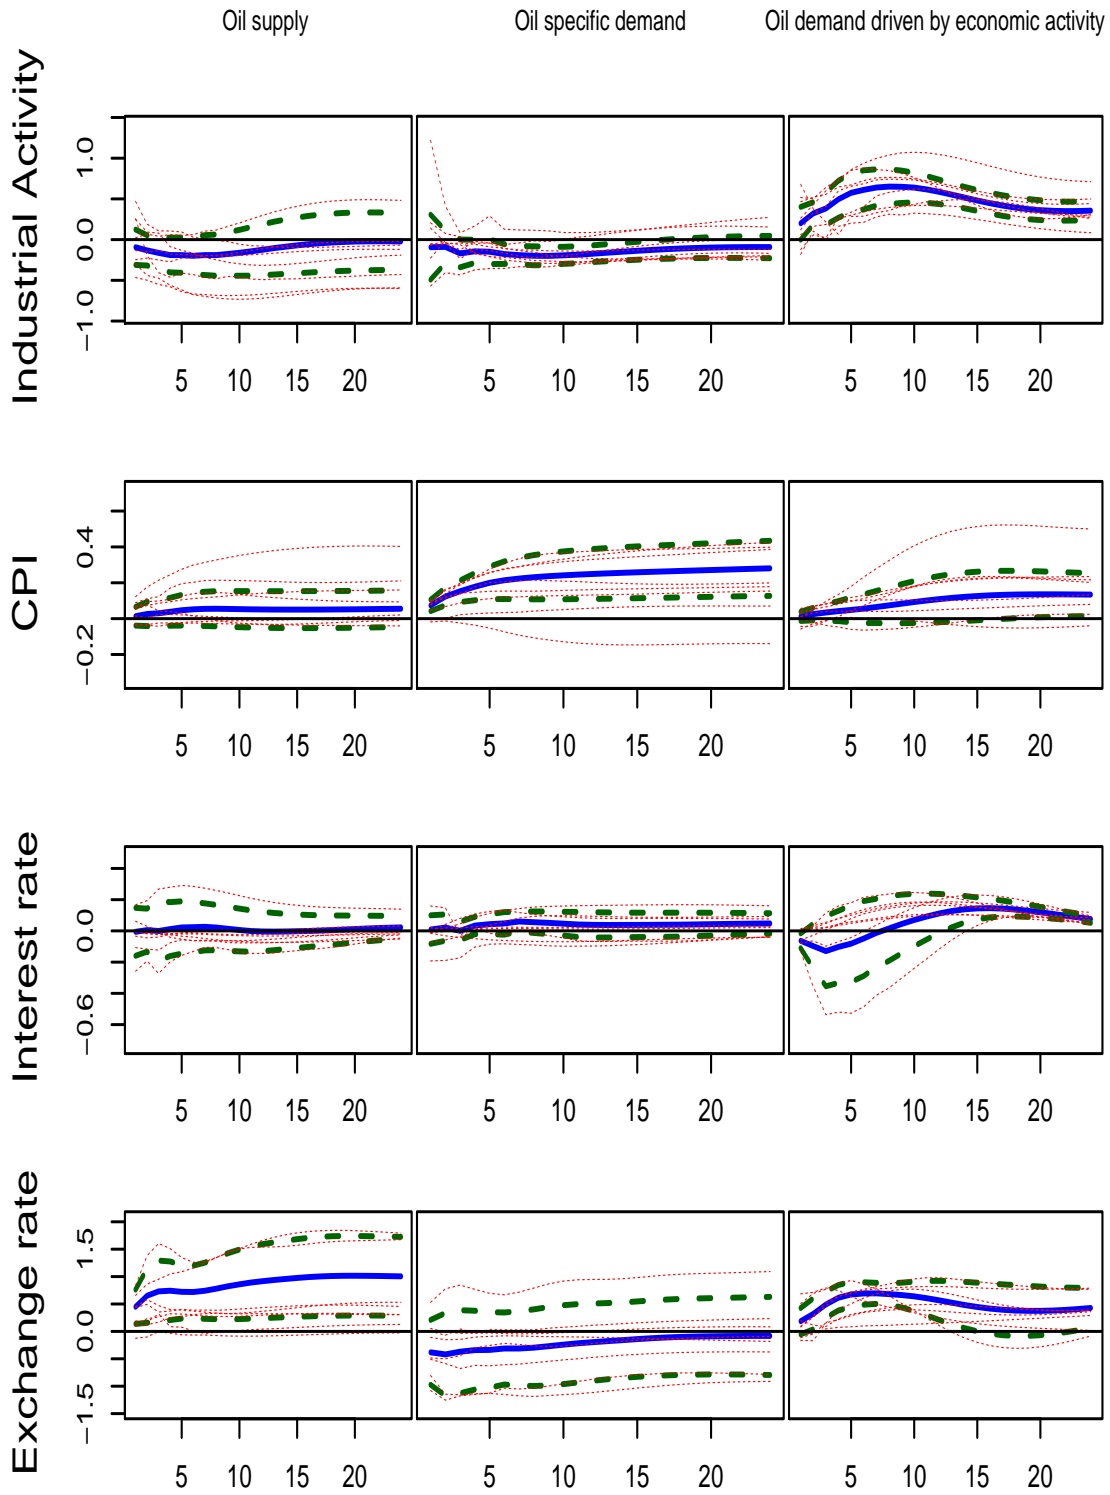 Oil supply Oil specific demand Oil demand driven by economic activity
Industrial Activity
1.0
0.0
−1.0
5 10 15 20 5 10 15 20 5 10 15 20
CPI
0.4
−0.2
5 10 15 20 5 10 15 20 5 10 15 20
Interest rate
0.0
−0.6
5 10 15 20 5 10 15 20 5 10 15 20
Exchange rate
1.5
0.0
−1.5
5 10 15 20 5 10 15 20 5 10 15 20